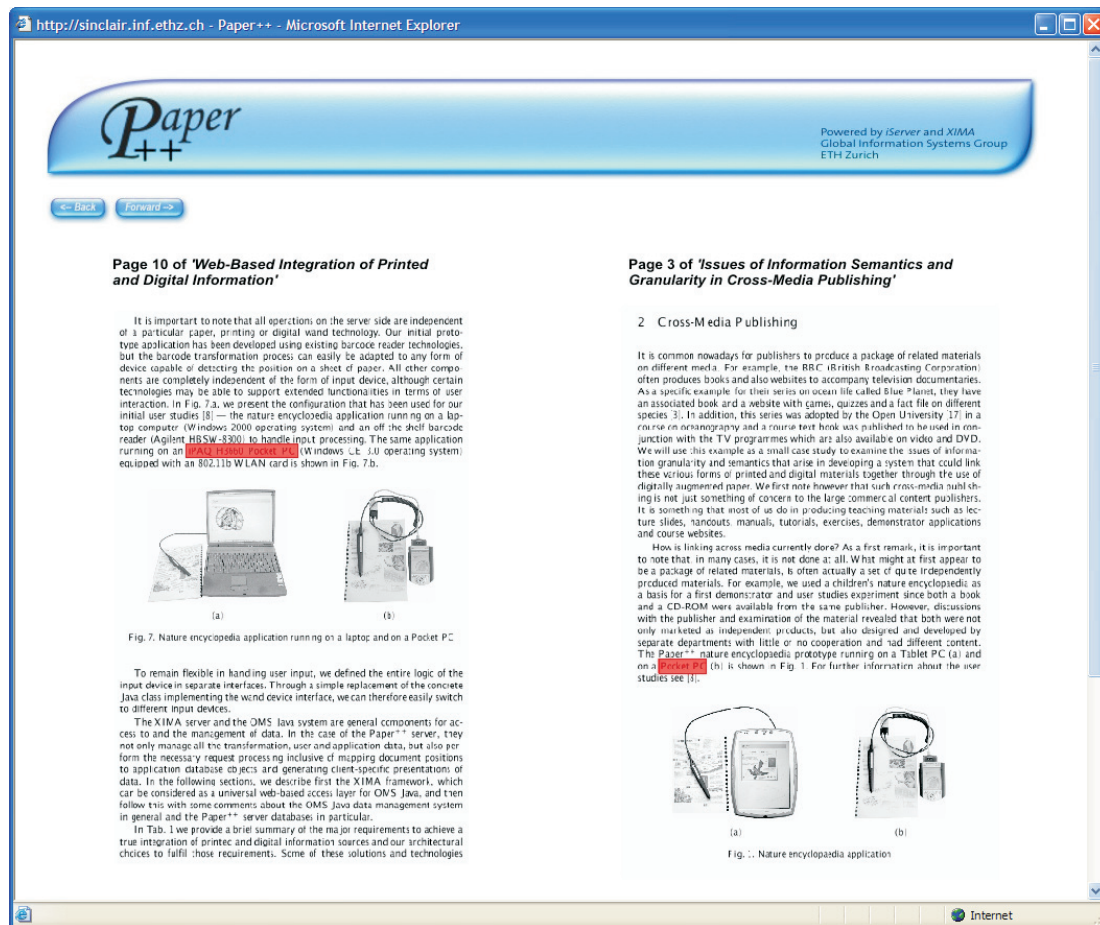 http://sinclair.inf.ethz.ch - Paper++ - Microsoft Internet Explorer
Paper
++
Powered by iServer and XIMA
Global Information Systems Group
ETH Zurich
<– Back
Forward –>
Page 10 of 'Web-Based Integration of Printed
and Digital Information'
It is important to note that all operations on the server side are independent
of a particular paper, printing or digital wand technology. Our initial proto-
type application has been developed using existing barcode reader technologies,
but the barcode transformation process can easily be adapted to any form of
device capable of detecting the position on a sheet of paper. All other compo-
nents are completely independent of the form of input device, although certain
technologies may be able to support extended functionalities in terms of user
interaction. In Fig. 7.a, we present the configuration that has been used for our
initial user studies [8] — the nature encyclopedia application running on a lap-
top computer (Windows 2000 operating system) and an off the shelf barcode
reader (Agilent HBSW-8300) to handle input processing. The same application
running on an iPAQ H3660 Pocket PC (Windows CE 3.0 operating system)
equipped with an 802.11b WLAN card is shown in Fig. 7.b.
(a)
(b)
Fig. 7. Nature encyclopedia application running on a laptop and on a Pocket PC
To remain flexible in handling user input, we defined the entire logic of the
input device in separate interfaces. Through a simple replacement of the concrete
Java class implementing the wand device interface, we can therefore easily switch
to different input devices.
The XIMA server and the OMS Java system are general components for ac-
cess to and the management of data. In the case of the Paper++ server, they
not only manage all the transformation, user and application data, but also per-
form the necessary request processing inclusive of mapping document positions
to application database objects and generating client-specific presentations of
data. In the following sections, we describe first the XIMA framework, which
can be considered as a universal web-based access layer for OMS Java, and then
follow this with some comments about the OMS Java data management system
in general and the Paper++ server databases in particular.
In Tab. 1 we provide a brief summary of the major requirements to achieve a
true integration of printed and digital information sources and our architectural
choices to fulfil those requirements. Some of these solutions and technologies
Page 3 of 'Issues of Information Semantics and
Granularity in Cross-Media Publishing'
2 Cross-Media Publishing
It is common nowadays for publishers to produce a package of related materials
on different media. For example, the BBC (British Broadcasting Corporation)
often produces books and also websites to accompany television documentaries.
As a specific example for their series on ocean life called Blue Planet, they have
an associated book and a website with games, quizzes and a fact file on different
species [3]. In addition, this series was adopted by the Open University [17] in a
course on oceanography and a course text book was published to be used in con-
junction with the TV programmes which are also available on video and DVD.
We will use this example as a small case study to examine the issues of informa-
tion granularity and semantics that arise in developing a system that could link
these various forms of printed and digital materials together through the use of
digitally augmented paper. We first note however that such cross-media publish-
ing is not just something of concern to the large commercial content publishers.
It is something that most of us do in producing teaching materials such as lec-
ture slides, handouts, manuals, tutorials, exercises, demonstrator applications
and course websites.
How is linking across media currently done? As a first remark, it is important
to note that, in many cases, it is not done at all. What might at first appear to
be a package of related materials, is often actually a set of quite independently
produced materials. For example, we used a children's nature encyclopaedia as
a basis for a first demonstrator and user studies experiment since both a book
and a CD-ROM were available from the same publisher. However, discussions
with the publisher and examination of the material revealed that both were not
only marketed as independent products, but also designed and developed by
separate departments with little or no cooperation and had different content.
The Paper++ nature encyclopaedia prototype running on a Tablet PC (a) and
on a Pocket PC (b) is shown in Fig. 1. For further information about the user
studies see [8].
(a)
(b)
Fig. 1. Nature encyclopaedia application
Internet